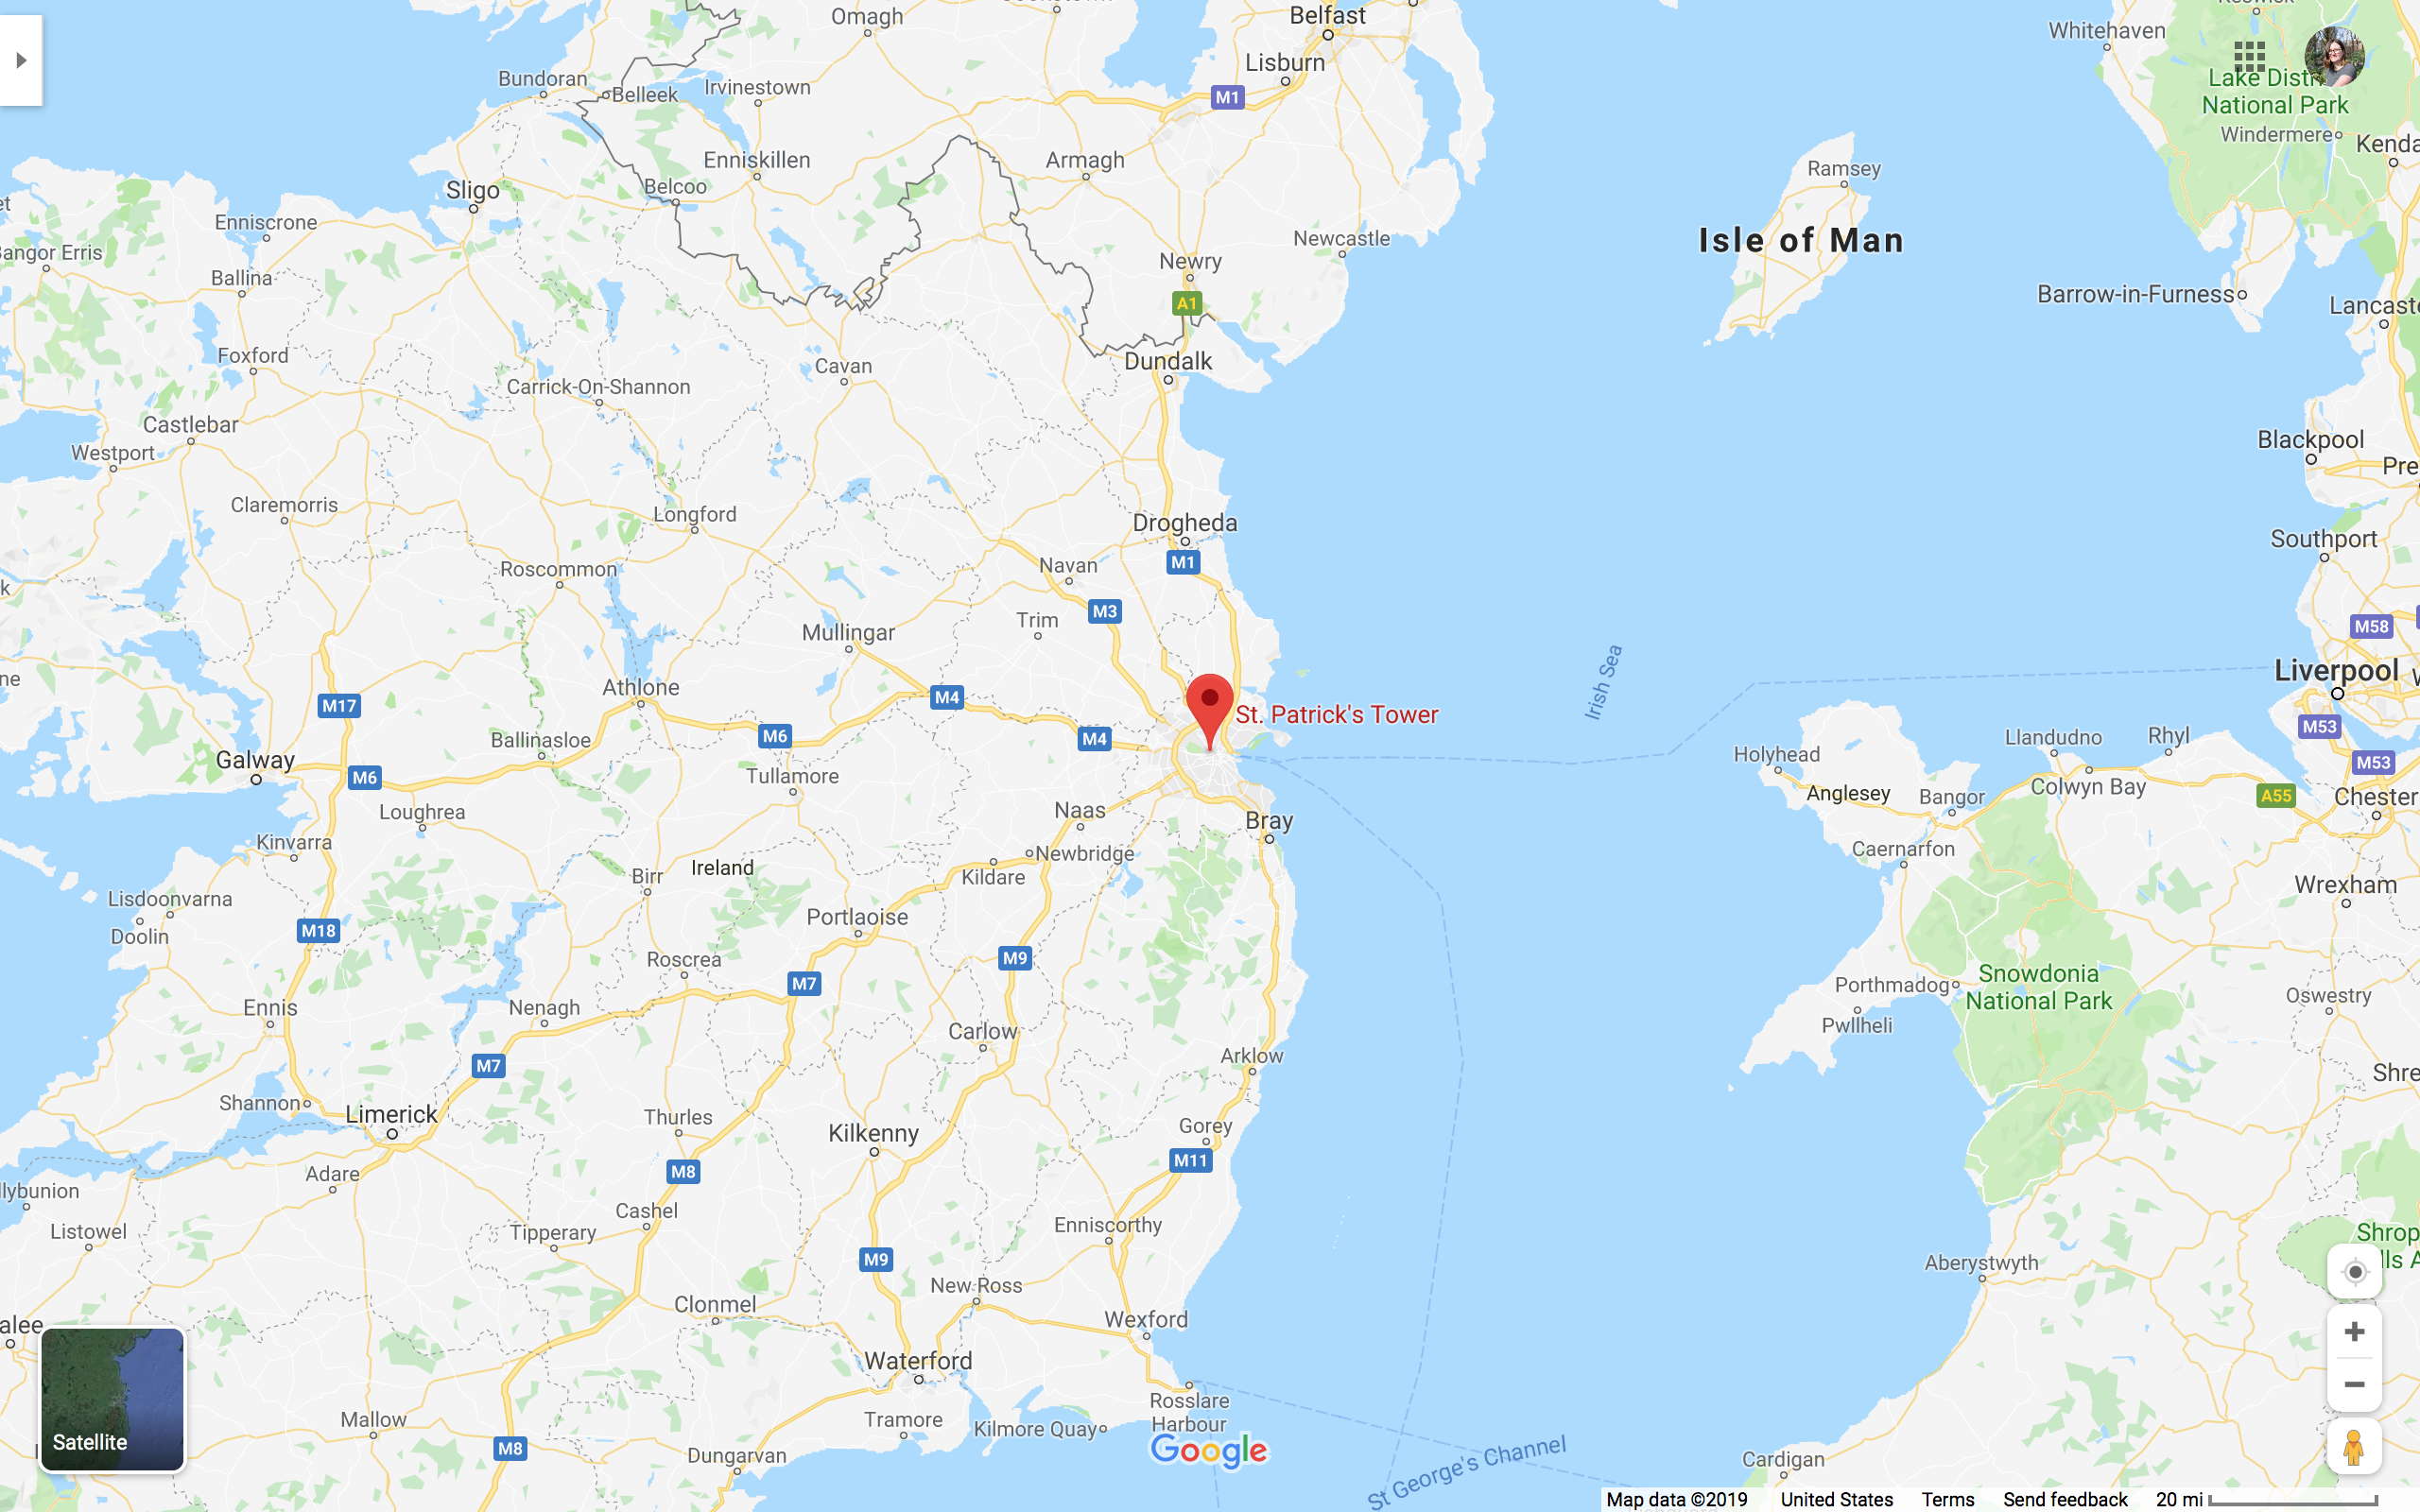 Omagh
Belfast
Whitehaven
Lisburn
Bundoran
Belleek
Irvinestown
M1
Lake Distr
National Park
Windermere
Kenda
Enniskillen
Armagh
Belcoo
Ramsey
Sligo
Enniscrone
Isle of Man
Newcastle
angor Erris
Newry
Ballina
Barrow-in-Furness
A1
Lancast
Foxford
Cavan
Dundalk
Carrick-On-Shannon
Castlebar
Blackpool
Westport
Pre
Claremorris
Longford
Drogheda
Southport
M1
Navan
Roscommon
M3
Trim
M58
Mullingar
Irish Sea
Liverpool
Athlone
M4
M17
St. Patrick's Tower
M53
M6
M4
Ballinasloe
Llandudno
Rhyl
Galway
Holyhead
M53
M6
Tullamore
Colwyn Bay
Anglesey
Bangor
A55
Chester
Loughrea
Naas
Bray
Kinvarra
Caernarfon
Newbridge
Ireland
Birr
Kildare
Wrexham
Lisdoonvarna
Portlaoise
M18
Doolin
M9
Roscrea
Snowdonia
National Park
M7
Porthmadog
Oswestry
Ennis
Nenagh
Pwllheli
Carlow
Arklow
M7
Shre
Shannon
Limerick
Thurles
Gorey
Kilkenny
M11
Adare
M8
llybunion
Cashel
Enniscorthy
Listowel
Tipperary
Shrop
lls A
M9
Aberystwyth
New Ross
Clonmel
Wexford
alee
Waterford
Rosslare
Harbour
Mallow
Tramore
Kilmore Quay
Satellite
M8
Google
Dungarvan
St George's Channel
Cardigan
Map data ©2019 United States Terms Send feedback 20 mi